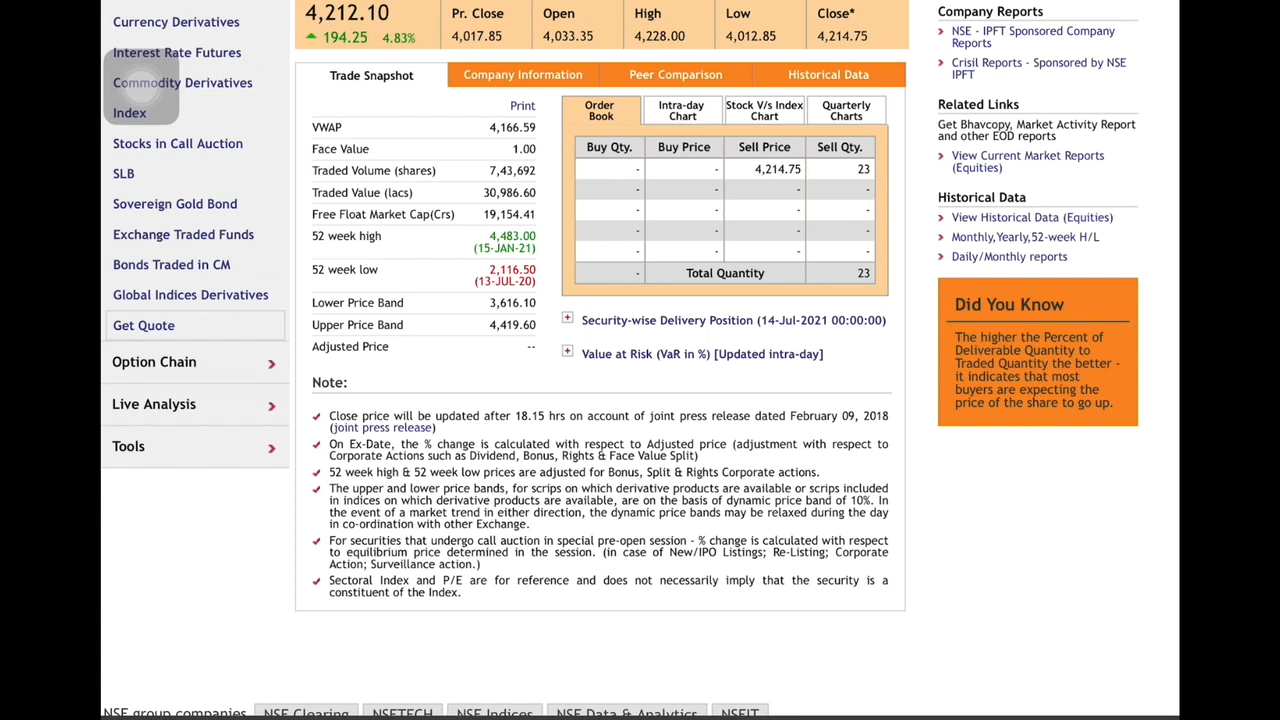 Currency Derivatives
Interest Rate Futures
Commodity Derivatives
Index
Stocks in Call Auction
SLB
Sovereign Gold Bond
Exchange Traded Funds
Bonds Traded in CM
Global Indices Derivatives
Get Quote
Option Chain
Live Analysis
Tools
4,212.10
194.25 4.83%
Pr. Close
4,017.85
Open
4,033.35
High
4,228.00
Low
4,012.85
Close*
4,214.75
Trade Snapshot
Company Information
Peer Comparison
Historical Data
Print
VWAP 4,166.59
Face Value 1.00
Traded Volume (shares) 7,43,692
Traded Value (lacs) 30,986.60
Free Float Market Cap(Crs) 19,154.41
52 week high 4,483.00
(15-JAN-21)
52 week low 2,116.50
(13-JUL-20)
Lower Price Band 3,616.10
Upper Price Band 4,419.60
Adjusted Price --
Order
Book
Intra-day
Chart
Stock V/s Index
Chart
Quarterly
Charts
Buy Qty. Buy Price Sell Price Sell Qty.
- - 4,214.75 23
- - - -
- - - -
- - - -
- - - -
- Total Quantity 23
Security-wise Delivery Position (14-Jul-2021 00:00:00)
Value at Risk (VaR in %) [Updated intra-day]
Note:
Close price will be updated after 18.15 hrs on account of joint press release dated February 09, 2018
(joint press release)
On Ex-Date, the % change is calculated with respect to Adjusted price (adjustment with respect to
Corporate Actions such as Dividend, Bonus, Rights & Face Value Split)
52 week high & 52 week low prices are adjusted for Bonus, Split & Rights Corporate actions.
The upper and lower price bands, for scrips on which derivative products are available or scrips included
in indices on which derivative products are available, are on the basis of dynamic price band of 10%. In
the event of a market trend in either direction, the dynamic price bands may be relaxed during the day
in co-ordination with other Exchange.
For securities that undergo call auction in special pre-open session - % change is calculated with respect
to equilibrium price determined in the session. (in case of New/IPO Listings; Re-Listing; Corporate
Action; Surveillance action.)
Sectoral Index and P/E are for reference and does not necessarily imply that the security is a
constituent of the Index.
Company Reports
NSE - IPFT Sponsored Company
Reports
Crisil Reports - Sponsored by NSE
IPFT
Related Links
Get Bhavcopy, Market Activity Report
and other EOD reports
View Current Market Reports
(Equities)
Historical Data
View Historical Data (Equities)
Monthly,Yearly,52-week H/L
Daily/Monthly reports
Did You Know
The higher the Percent of
Deliverable Quantity to
Traded Quantity the better -
it indicates that most
buyers are expecting the
price of the share to go up.
NSE group companies NSE Clearing NSETECH NSE Indices NSE Data & Analytics NSEIT